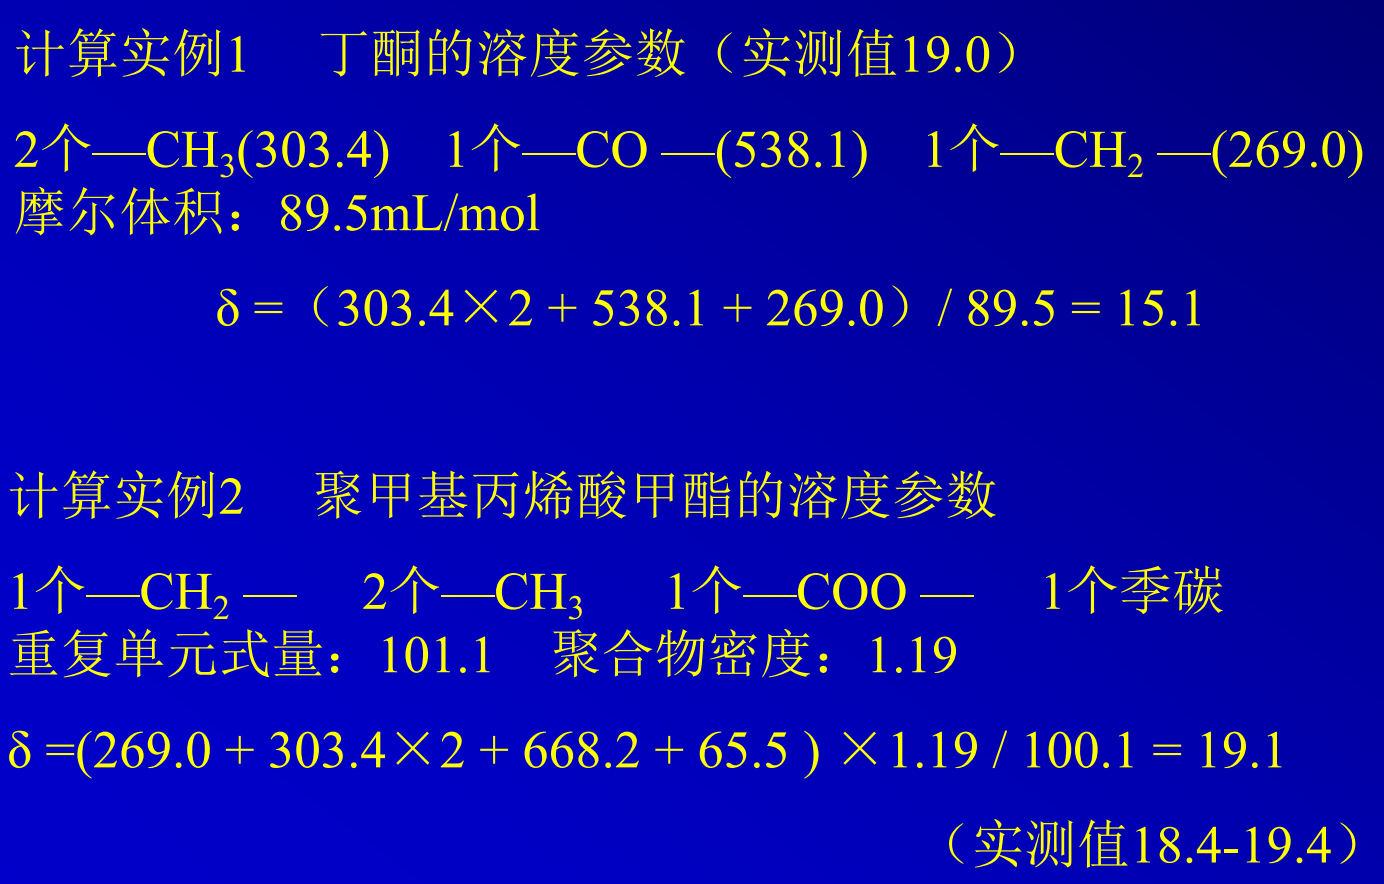 计算实例1 丁酮的溶度参数（实测值19.0）
2个—CH₃(303.4) 1个—CO —(538.1) 1个—CH₂ —(269.0)
摩尔体积：89.5mL/mol
δ =（303.4×2 + 538.1 + 269.0）/ 89.5 = 15.1
计算实例2 聚甲基丙烯酸甲酯的溶度参数
1个—CH₂ — 2个—CH₃ 1个—COO — 1个季碳
重复单元式量：101.1 聚合物密度：1.19
δ =(269.0 + 303.4×2 + 668.2 + 65.5 ) ×1.19 / 100.1 = 19.1
（实测值18.4-19.4）